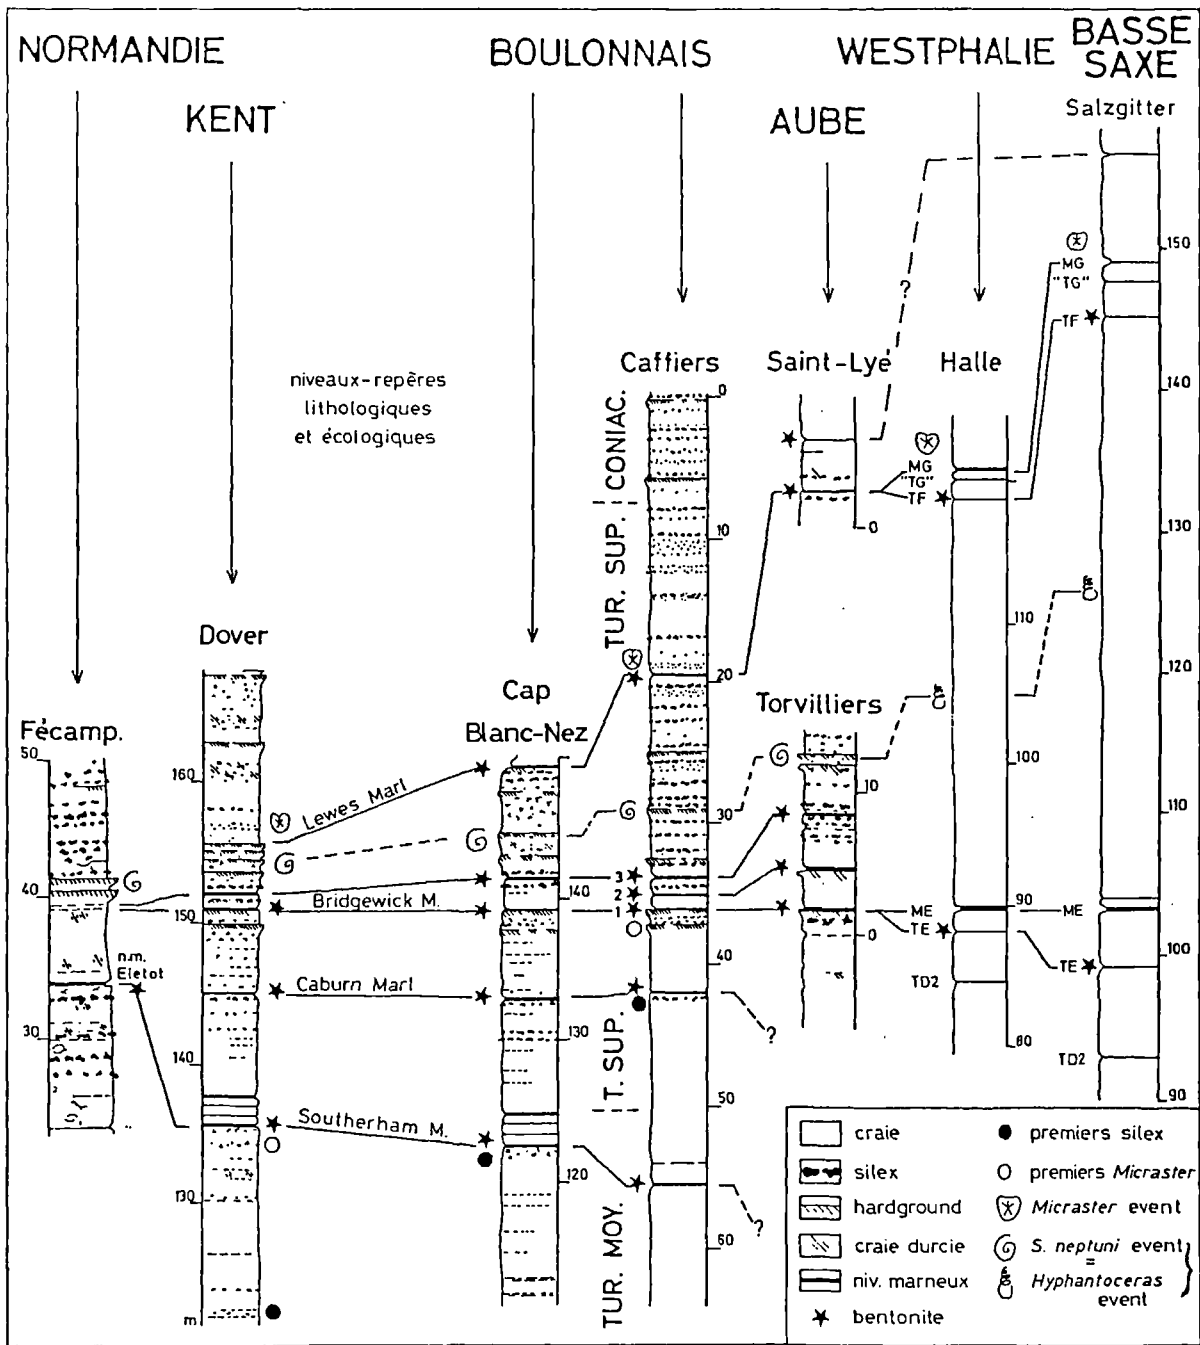 NORMANDIE
KENT
BOULONNAIS
AUBE
WESTPHALIE
BASSE
SAXE
Salzgitter
niveaux-repères
lithologiques
et écologiques
Dover
Fécamp.
50
40
30
n.m.
Eletot
160
150
140
130
m
Lewes Marl
Bridgewick M.
Caburn Marl
Southerham M.
Cap
Blanc-Nez
140
130
120
Caffiers
CONIAC.
TUR. SUP.
T. SUP.
TUR. MOY.
0
10
20
30
40
50
60
3
2
1
?
?
Saint-Lye
0
?
Torvilliers
10
0
Halle
MG
"TG"
TF
110
100
90
80
ME
TE
TD2
MG
"TG"
TF
150
140
130
120
110
100
90
ME
TE
TD2
craie
silex
hardground
craie durcie
niv. marneux
bentonite
premiers silex
premiers Micraster
Micraster event
S. neptuni event
=
Hyphantoceras
event